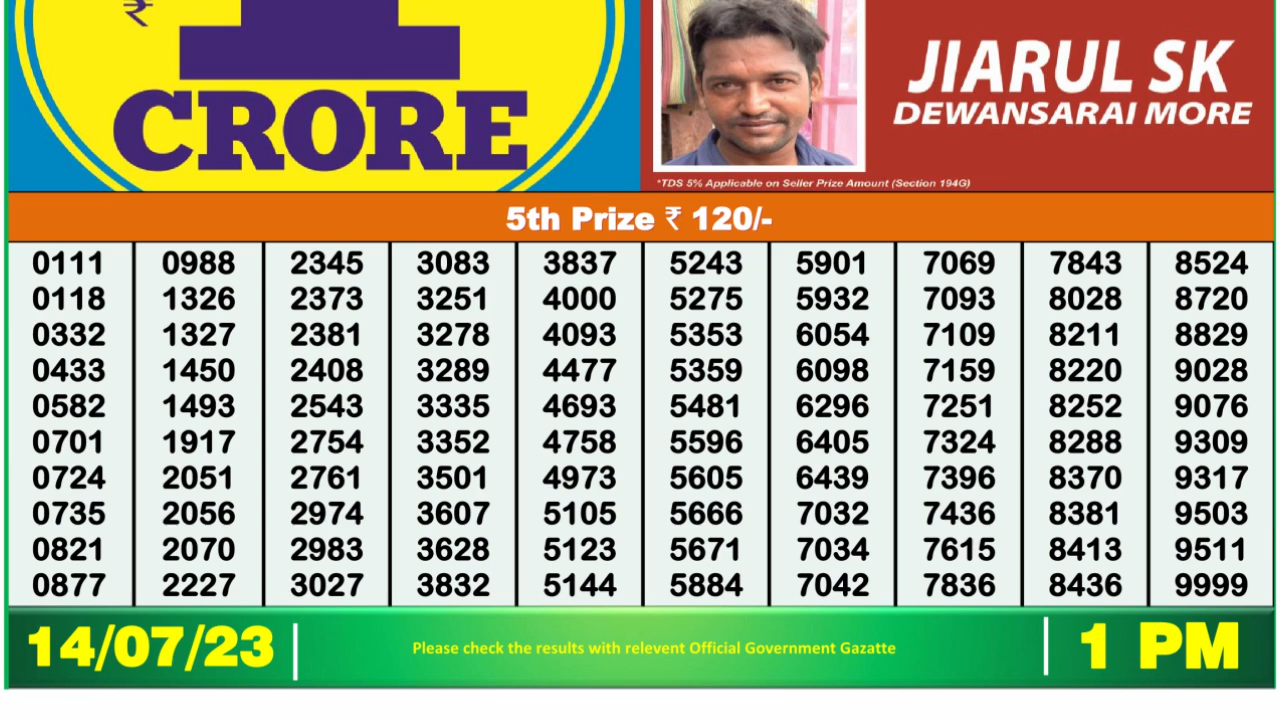 ₹
1
CRORE
JIARUL SK
DEWANSARAI MORE
*TDS 5% Applicable on Seller Prize Amount (Section 194G)
5th Prize ₹ 120/-
0111 0988 2345 3083 3837 5243 5901 7069 7843 8524
0118 1326 2373 3251 4000 5275 5932 7093 8028 8720
0332 1327 2381 3278 4093 5353 6054 7109 8211 8829
0433 1450 2408 3289 4477 5359 6098 7159 8220 9028
0582 1493 2543 3335 4693 5481 6296 7251 8252 9076
0701 1917 2754 3352 4758 5596 6405 7324 8288 9309
0724 2051 2761 3501 4973 5605 6439 7396 8370 9317
0735 2056 2974 3607 5105 5666 7032 7436 8381 9503
0821 2070 2983 3628 5123 5671 7034 7615 8413 9511
0877 2227 3027 3832 5144 5884 7042 7836 8436 9999
14/07/23 Please check the results with relevent Official Government Gazatte 1 PM